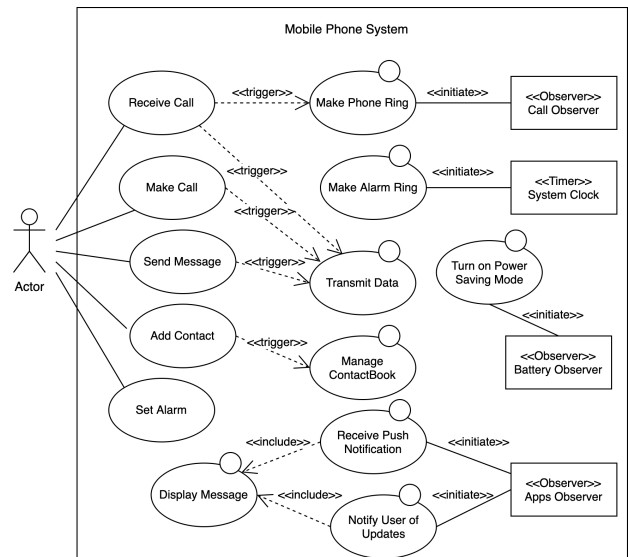 Mobile Phone System
Receive Call
<<trigger>>
Make Phone Ring
<<initiate>>
<<Observer>>
Call Observer
<<trigger>>
Make Call
<<trigger>>
Make Alarm Ring
<<initiate>>
<<Timer>>
System Clock
Actor
Send Message
<<trigger>>
Transmit Data
Turn on Power
Saving Mode
<<initiate>>
Add Contact
<<trigger>>
Manage
ContactBook
<<Observer>>
Battery Observer
Set Alarm
<<include>>
Receive Push
Notification
<<initiate>>
Display Message
<<include>>
Notify User of
Updates
<<initiate>>
<<Observer>>
Apps Observer